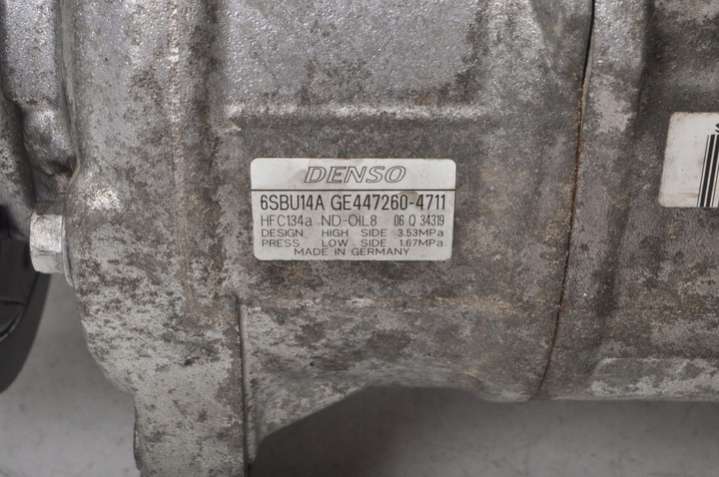 DENSO
6SBU14A GE447260-4711
HFC134a ND-OIL8 06 Q 34319
DESIGN HIGH SIDE 3.53MPa
PRESS LOW SIDE 1.67MPa
MADE IN GERMANY